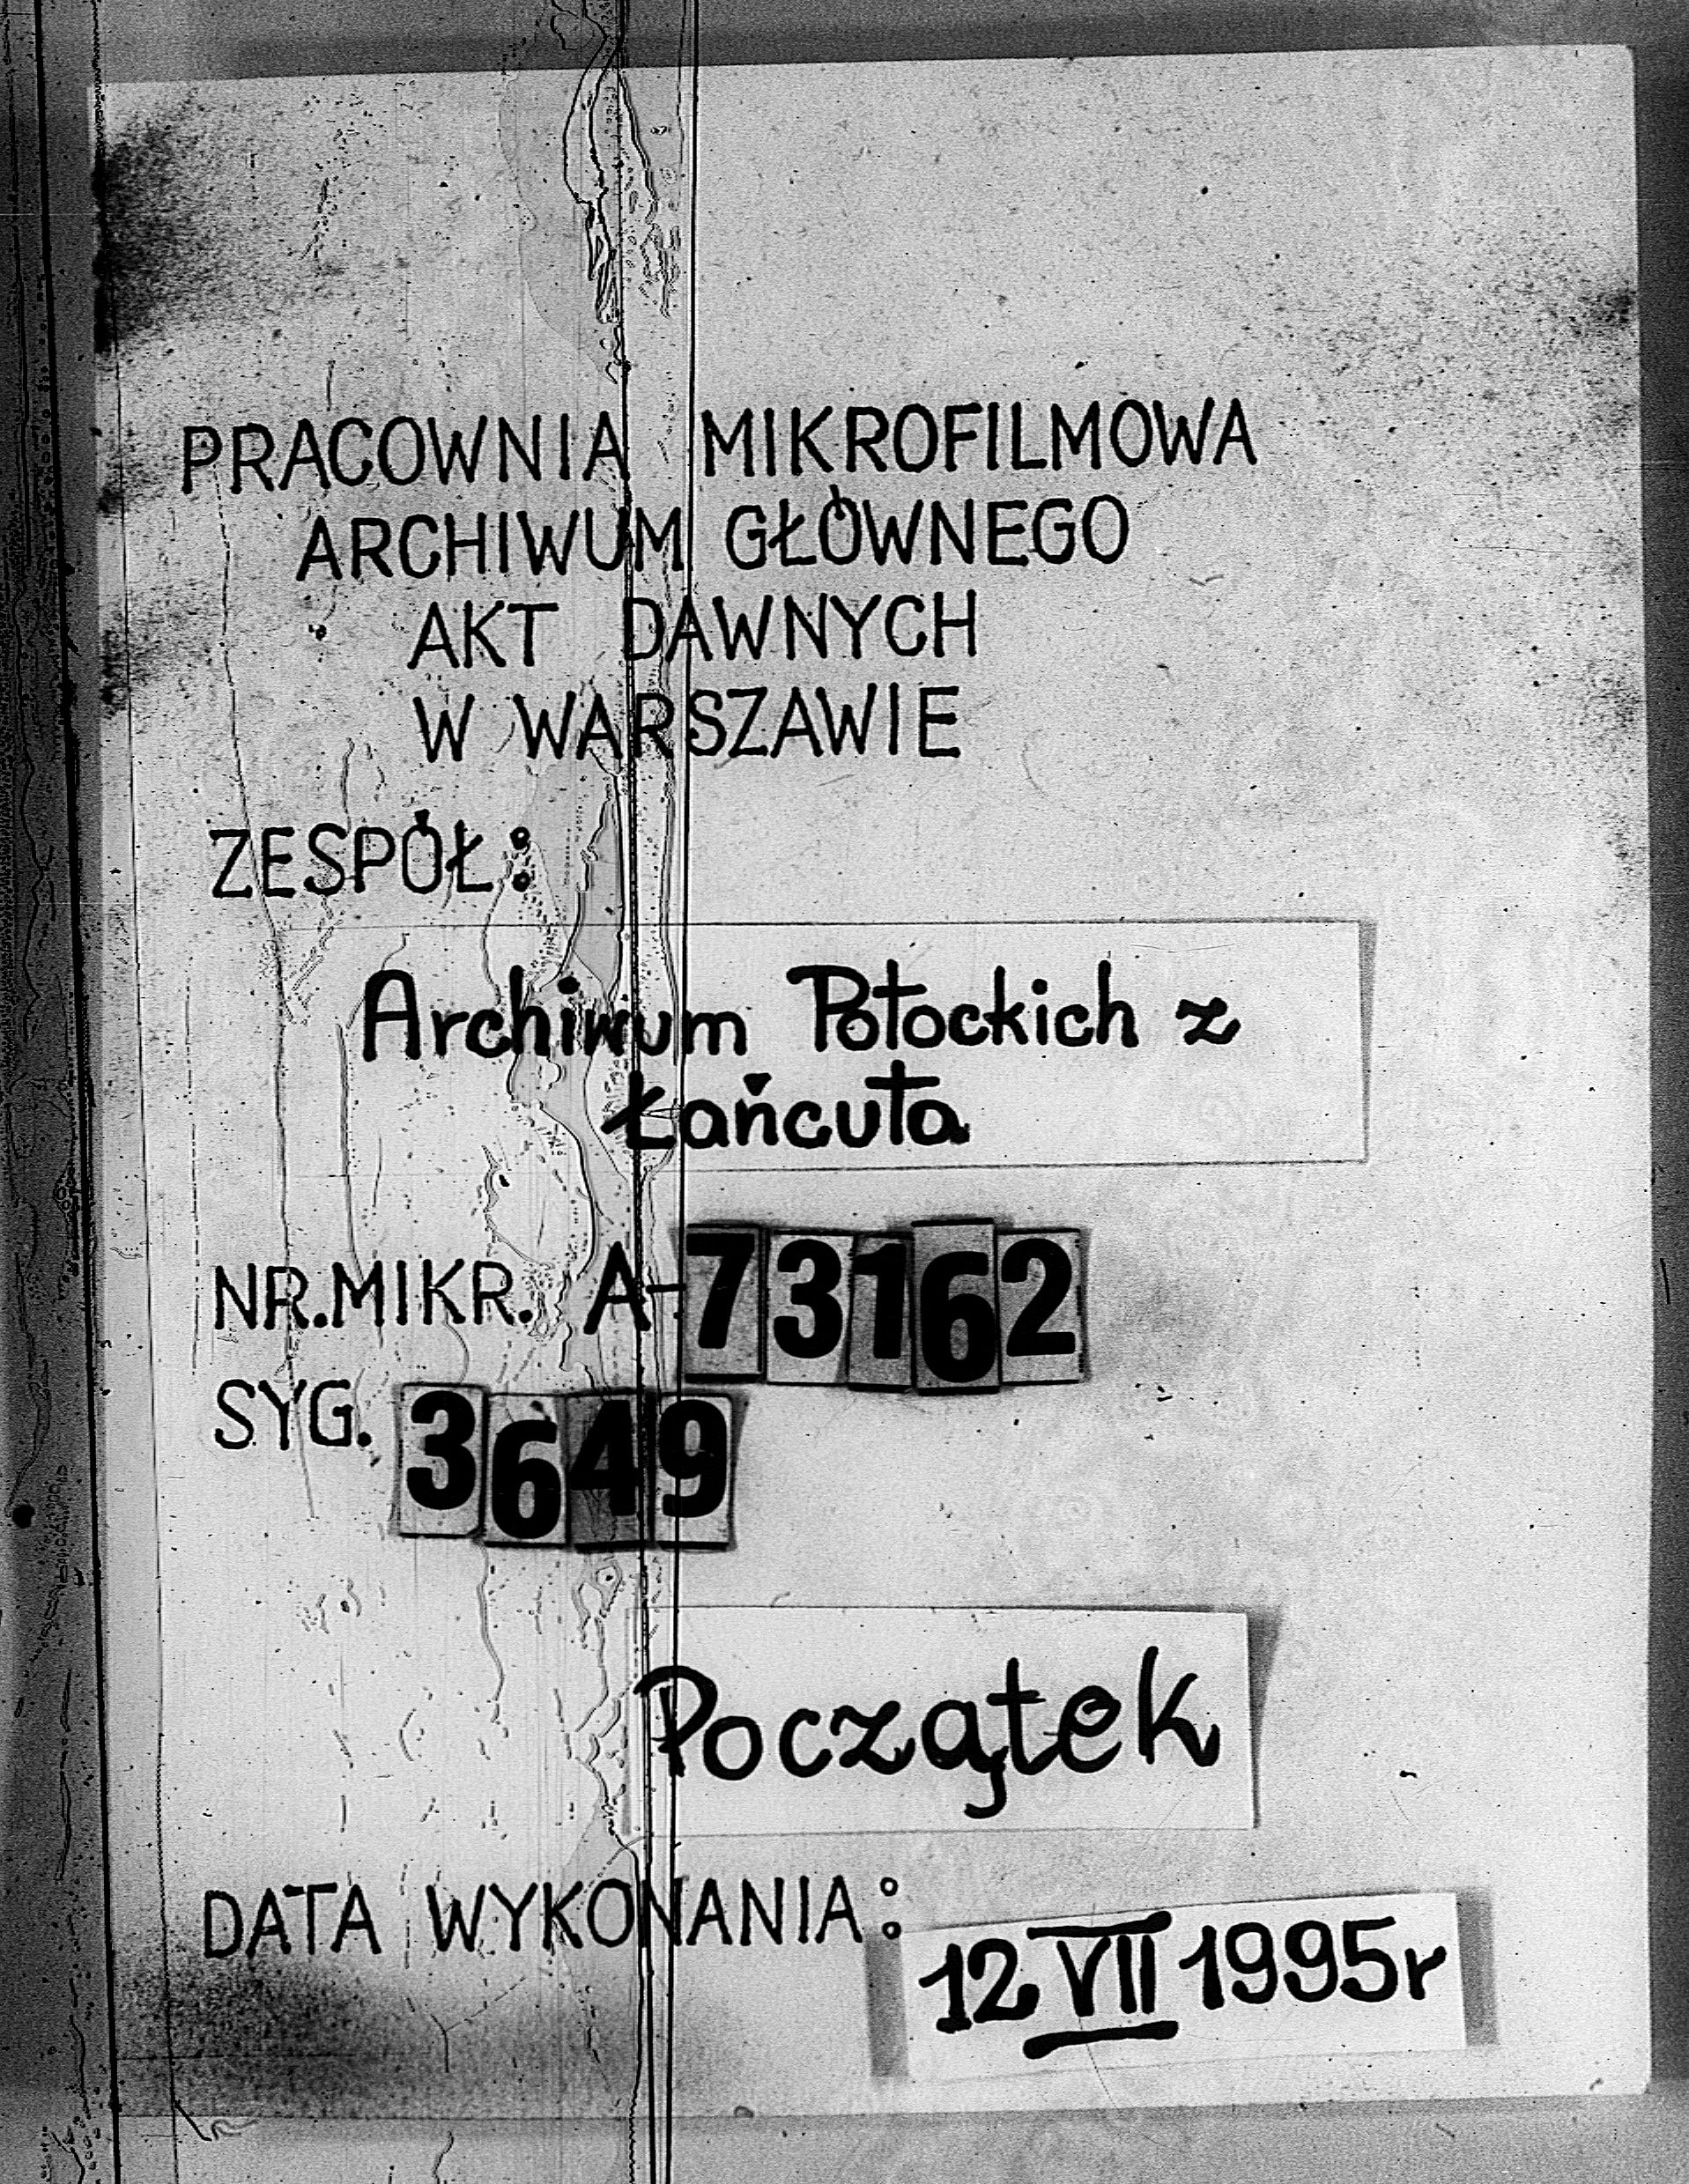 PRACOWNIA MIKROFILMOWA
ARCHIWUM GŁÓWNEGO
AKT DAWNYCH
W WARSZAWIE
ZESPÓŁ:
Archiwum Potockich z
Łańcuta
NR.MIKR. A-73162
SYG. 3649
Początek
DATA WYKONANIA:
12 VII 1995r